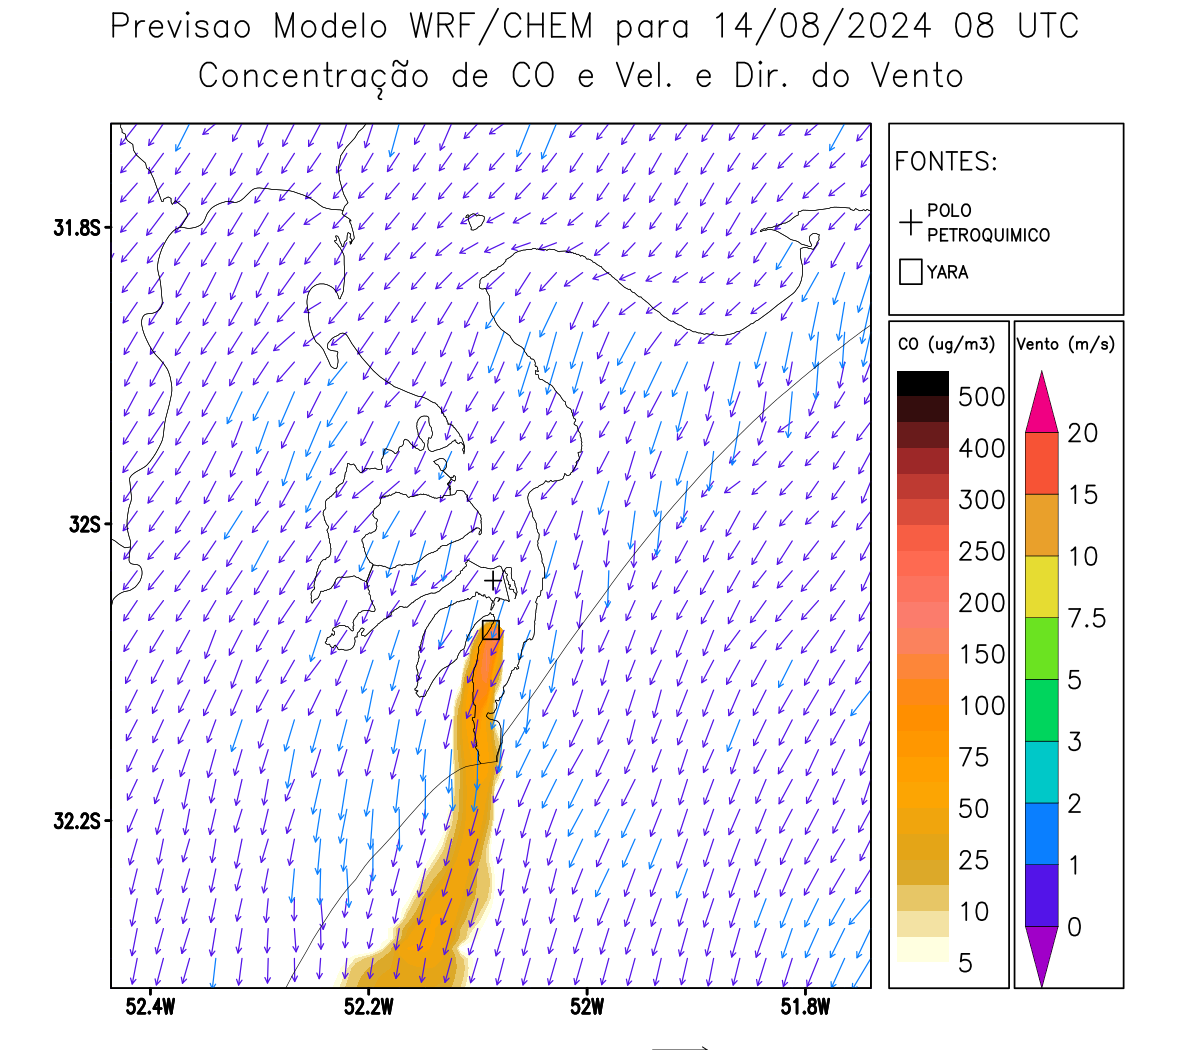 Previsao Modelo WRF/CHEM para 14/08/2024 08 UTC
Concentração de CO e Vel. e Dir. do Vento
FONTES:
POLO
PETROQUIMICO
YARA
CO (ug/m3)
500
400
300
250
200
150
100
75
50
25
10
5
Vento (m/s)
20
15
10
7.5
5
3
2
1
0
31.8S
32S
32.2S
52.4W
52.2W
52W
51.8W